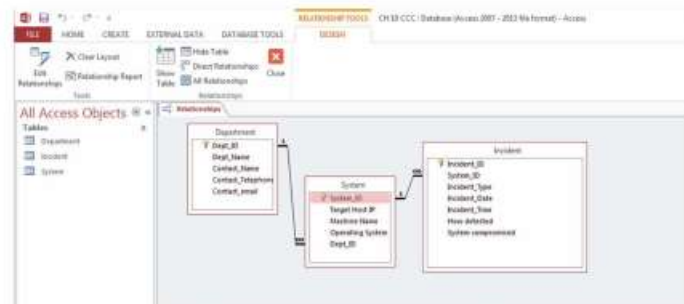 RELATIONSHIP TOOLS
CH 10 CCC : Database (Access 2007 - 2013 file format) - Access
FILE HOME CREATE EXTERNAL DATA DATABASE TOOLS DESIGN
Edit Relationships
Clear Layout
Relationship Report
Tools
Show Table
Hide Table
Direct Relationships
All Relationships
Close
Relationships
All Access Objects
Tables
Department
Incident
System
Relationships
Department
Dept_ID
Dept_Name
Contact_Name
Contact_Telephone
Contact_email
System
System_ID
Target Host IP
Machine Name
Operating System
Dept_ID
Incident
Incident_ID
System_ID
Incident_Type
Incident_Date
Incident_Time
How detected
System compromised